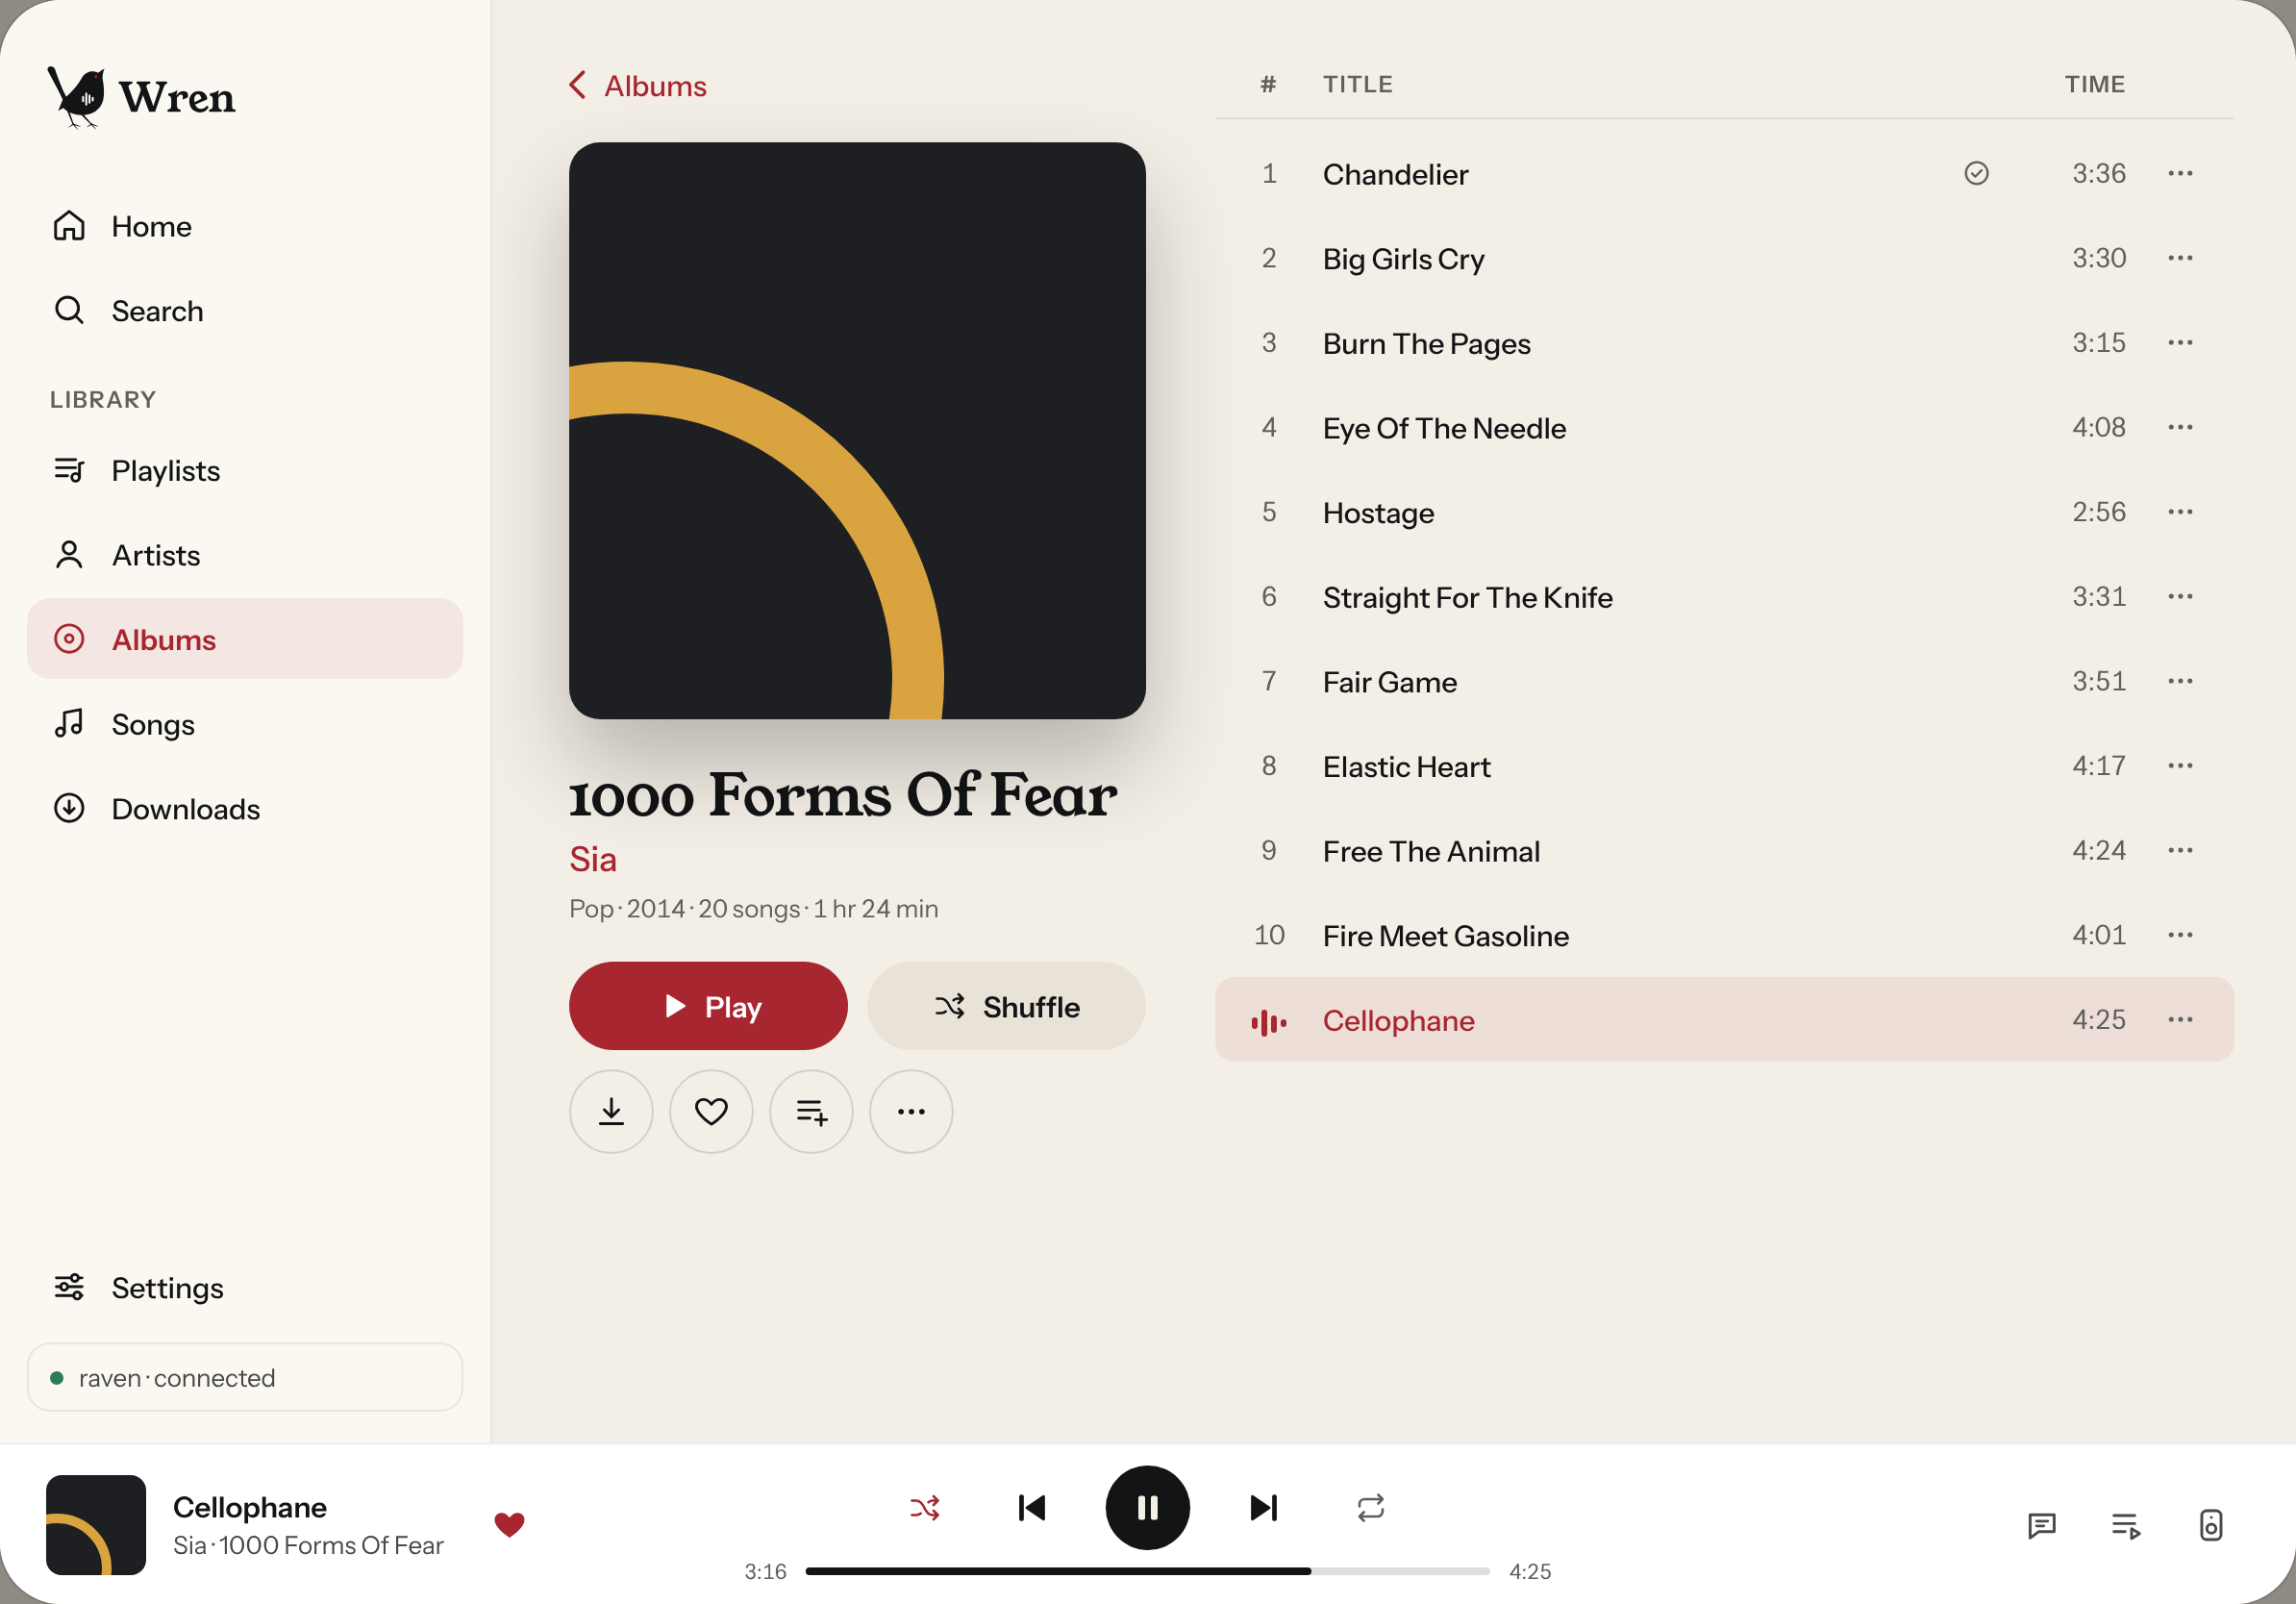 Wren
Home
Search
LIBRARY
Playlists
Artists
Albums
Songs
Downloads
Settings
raven · connected
Albums
1000 Forms Of Fear
Sia
Pop · 2014 · 20 songs · 1 hr 24 min
Play
Shuffle
# TITLE TIME
1 Chandelier 3:36
2 Big Girls Cry 3:30
3 Burn The Pages 3:15
4 Eye Of The Needle 4:08
5 Hostage 2:56
6 Straight For The Knife 3:31
7 Fair Game 3:51
8 Elastic Heart 4:17
9 Free The Animal 4:24
10 Fire Meet Gasoline 4:01
Cellophane 4:25
Cellophane
Sia · 1000 Forms Of Fear
3:16 4:25